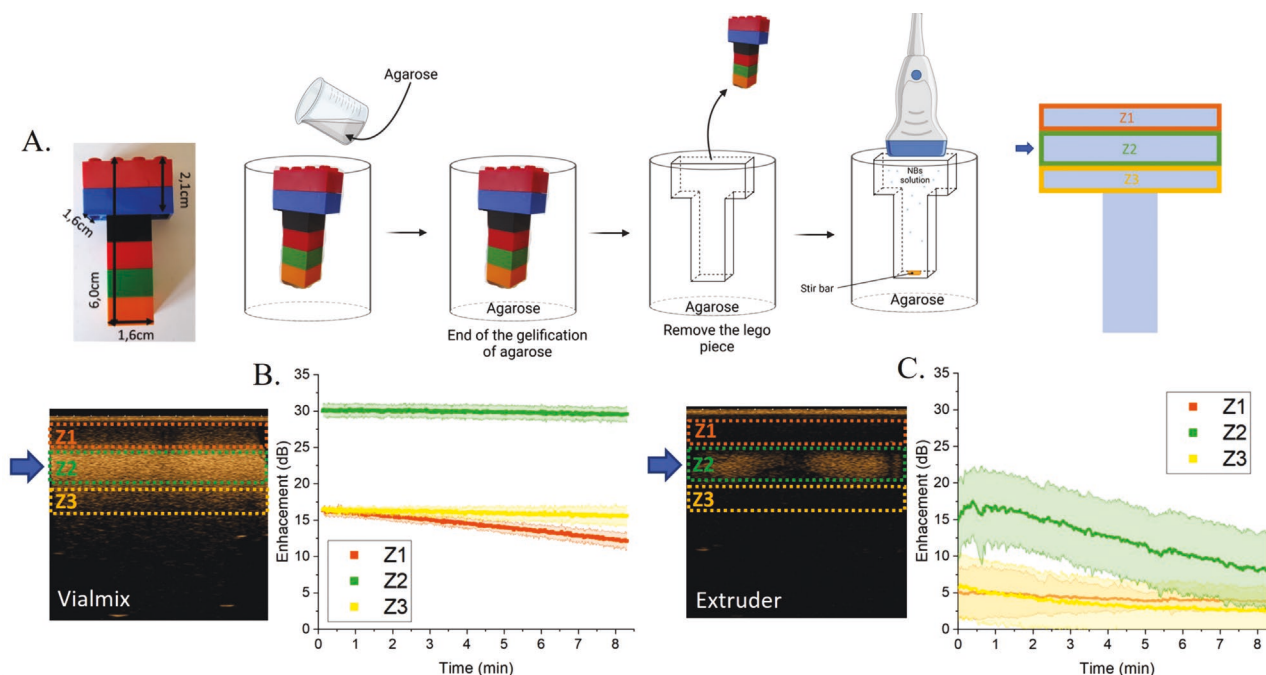 A.
2,1cm
1,6cm
6,0cm
1,6cm
Agarose
Agarose
End of the gelification
of agarose
Agarose
Remove the lego
piece
NBs
solution
Stir bar
Agarose
Z1
Z2
Z3
Z1
Z2
Z3
Vialmix
B.
Enhacement (dB)
35
30
25
20
15
10
5
0
Z1
Z2
Z3
0 1 2 3 4 5 6 7 8
Time (min)
Z1
Z2
Z3
Extruder
C.
Enhacement (dB)
35
30
25
20
15
10
5
0
Z1
Z2
Z3
0 1 2 3 4 5 6 7 8
Time (min)